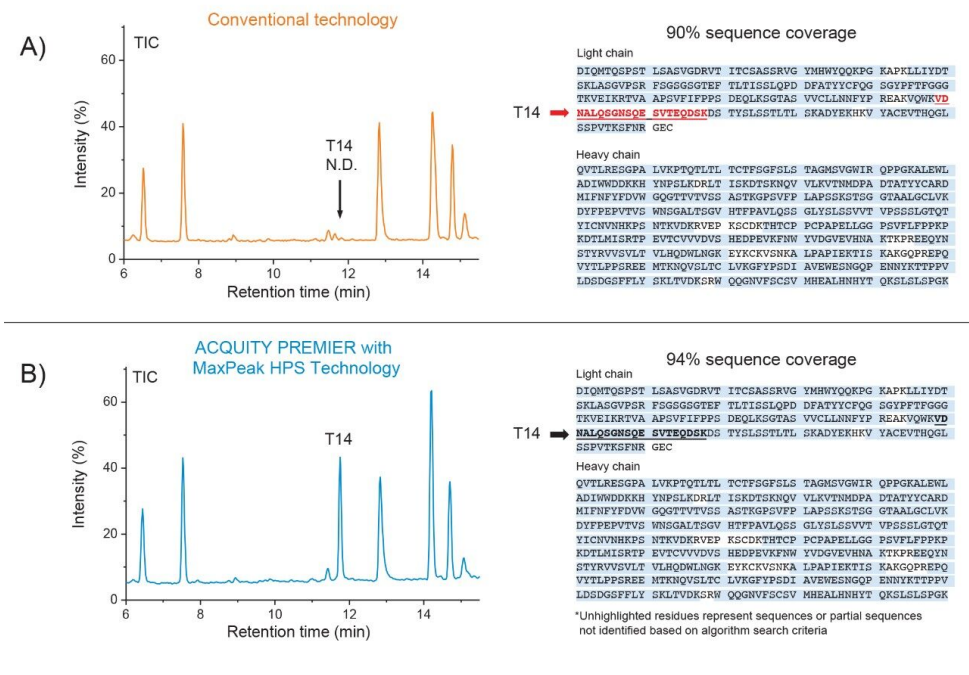 A)
Conventional technology
TIC
60
40
20
0
Intensity (%)
T14
N.D.
6 8 10 12 14
Retention time (min)
90% sequence coverage
Light chain
DIQMTQSPST LSASVGDRVT ITCSASSRVG YMHWYQQKPG KAPKLLIYDT
SKLASGVPSR FSGSGSGTEF TLTISSLQPD DFATYYCFQG SGYPFTFGGG
TKVEIKRTVA APSVFIFPPS DEQLKSGTAS VVCLLNNFYP REAKVQWKVD
T14
NALQSGNSQE SVTEQDSKDS TYSLSSTLTL SKADYEKHKV YACEVTHQGL
SSPVTKSFNR GEC
Heavy chain
QVTLRESGPA LVKPTQTLTL TCTFSGFSLS TAGMSVGWIR QPPGKALEWL
ADIWWDDKKH YNPSLKDRLT ISKDTSKNQV VLKVTNMDPA DTATYYCARD
MIFNFYFDVW GQGTTVTVSS ASTKGPSVFP LAPSSKSTSG GTAALGCLVK
DYFPEPVTVS WNSGALTSGV HTFPAVLQSS GLYSLSSVVT VPSSSLGTQT
YICNVNHKPS NTKVDKRVEP KSCDKTHTCP PCPAPELLGG PSVFLFPPKP
KDTLMISRTP EVTCVVVDVS HEDPEVKFNW YVDGVEVHNA KTKPREEQYN
STYRVVSVLT VLHQDWLNGK EYKCKVSNKA LPAPIEKTIS KAKGQPREPQ
VYTLPPSREE MTKNQVSLTC LVKGFYPSDI AVEWESNGQP ENNYKTTPPV
LDSDGSFFLY SKLTVDKSRW QQGNVFSCSV MHEALHNHYT QKSLSLSPGK
B)
ACQUITY PREMIER with
MaxPeak HPS Technology
TIC
60
40
20
0
Intensity (%)
T14
6 8 10 12 14
Retention time (min)
94% sequence coverage
Light chain
DIQMTQSPST LSASVGDRVT ITCSASSRVG YMHWYQQKPG KAPKLLIYDT
SKLASGVPSR FSGSGSGTEF TLTISSLQPD DFATYYCFQG SGYPFTFGGG
TKVEIKRTVA APSVFIFPPS DEQLKSGTAS VVCLLNNFYP REAKVQWKVD
T14
NALQSGNSQE SVTEQDSKDS TYSLSSTLTL SKADYEKHKV YACEVTHQGL
SSPVTKSFNR GEC
Heavy chain
QVTLRESGPA LVKPTQTLTL TCTFSGFSLS TAGMSVGWIR QPPGKALEWL
ADIWWDDKKH YNPSLKDRLT ISKDTSKNQV VLKVTNMDPA DTATYYCARD
MIFNFYFDVW GQGTTVTVSS ASTKGPSVFP LAPSSKSTSG GTAALGCLVK
DYFPEPVTVS WNSGALTSGV HTFPAVLQSS GLYSLSSVVT VPSSSLGTQT
YICNVNHKPS NTKVDKRVEP KSCDKTHTCP PCPAPELLGG PSVFLFPPKP
KDTLMISRTP EVTCVVVDVS HEDPEVKFNW YVDGVEVHNA KTKPREEQYN
STYRVVSVLT VLHQDWLNGK EYKCKVSNKA LPAPIEKTIS KAKGQPREPQ
VYTLPPSREE MTKNQVSLTC LVKGFYPSDI AVEWESNGQP ENNYKTTPPV
LDSDGSFFLY SKLTVDKSRW QQGNVFSCSV MHEALHNHYT QKSLSLSPGK
*Unhighlighted residues represent sequences or partial sequences
not identified based on algorithm search criteria